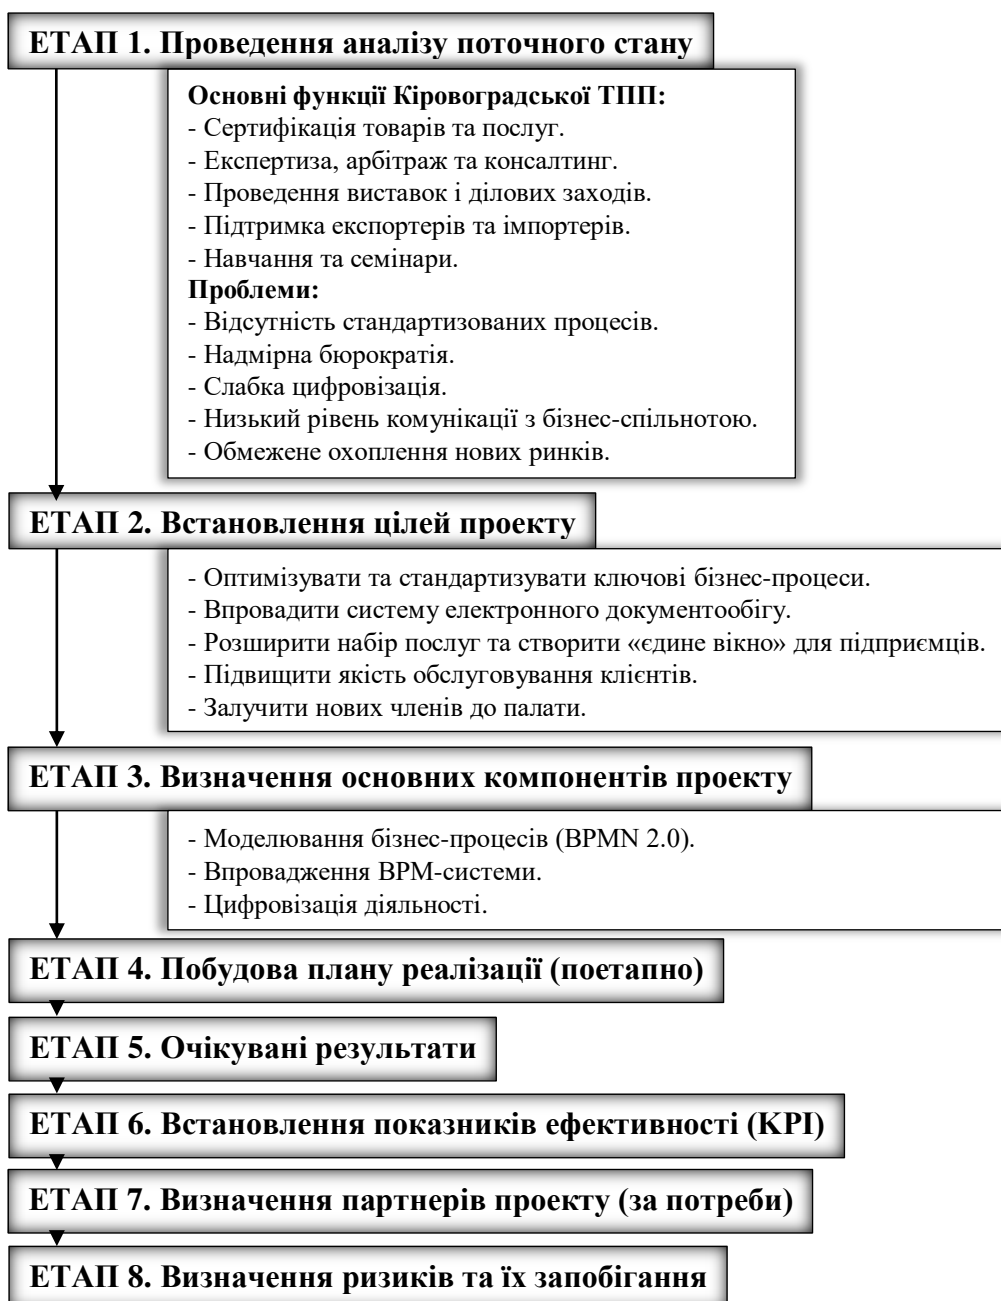 ЕТАП 1. Проведення аналізу поточного стану
Основні функції Кіровоградської ТПП:
- Сертифікація товарів та послуг.
- Експертиза, арбітраж та консалтинг.
- Проведення виставок і ділових заходів.
- Підтримка експортерів та імпортерів.
- Навчання та семінари.
Проблеми:
- Відсутність стандартизованих процесів.
- Надмірна бюрократія.
- Слабка цифровізація.
- Низький рівень комунікації з бізнес-спільнотою.
- Обмежене охоплення нових ринків.
ЕТАП 2. Встановлення цілей проекту
- Оптимізувати та стандартизувати ключові бізнес-процеси.
- Впровадити систему електронного документообігу.
- Розширити набір послуг та створити «єдине вікно» для підприємців.
- Підвищити якість обслуговування клієнтів.
- Залучити нових членів до палати.
ЕТАП 3. Визначення основних компонентів проекту
- Моделювання бізнес-процесів (BPMN 2.0).
- Впровадження BPM-системи.
- Цифровізація діяльності.
ЕТАП 4. Побудова плану реалізації (поетапно)
ЕТАП 5. Очікувані результати
ЕТАП 6. Встановлення показників ефективності (KPI)
ЕТАП 7. Визначення партнерів проекту (за потреби)
ЕТАП 8. Визначення ризиків та їх запобігання